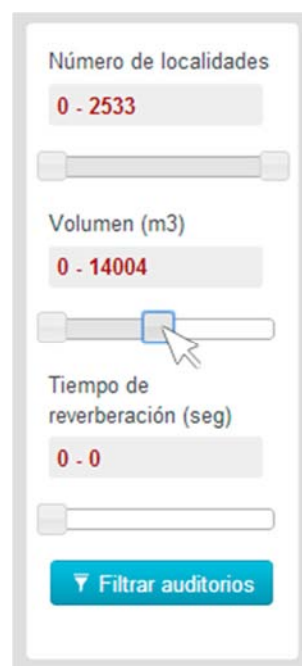 Número de localidades
0 - 2533
Volumen (m3)
0 - 14004
Tiempo de
reverberación (seg)
0 - 0
Filtrar auditorios